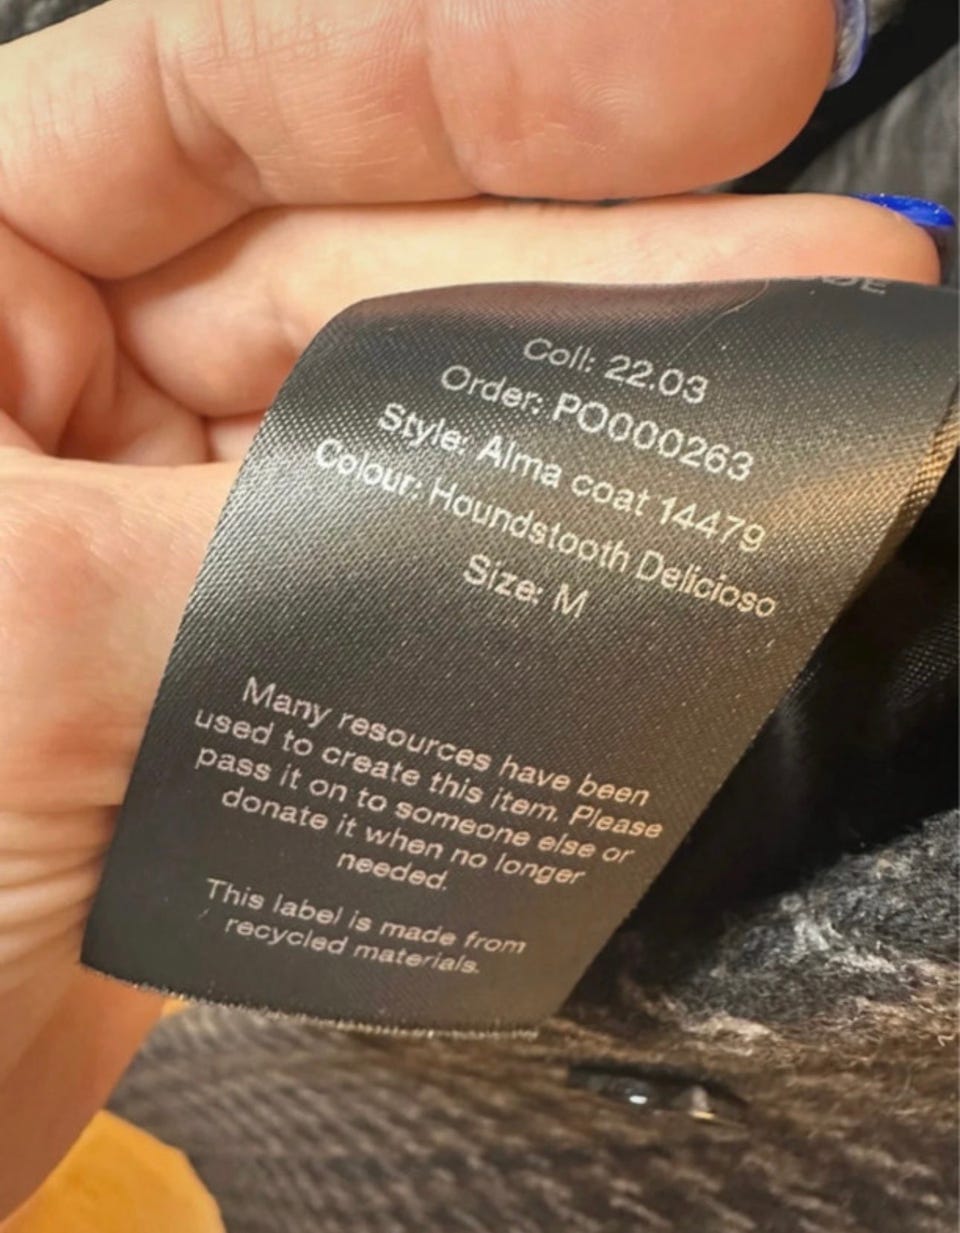 Coll: 22.03
Order: PO000263
Style: Alma coat 14479
Colour: Houndstooth Delicioso
Size: M
Many resources have been
used to create this item. Please
pass it on to someone else or
donate it when no longer
needed.
This label is made from
recycled materials.